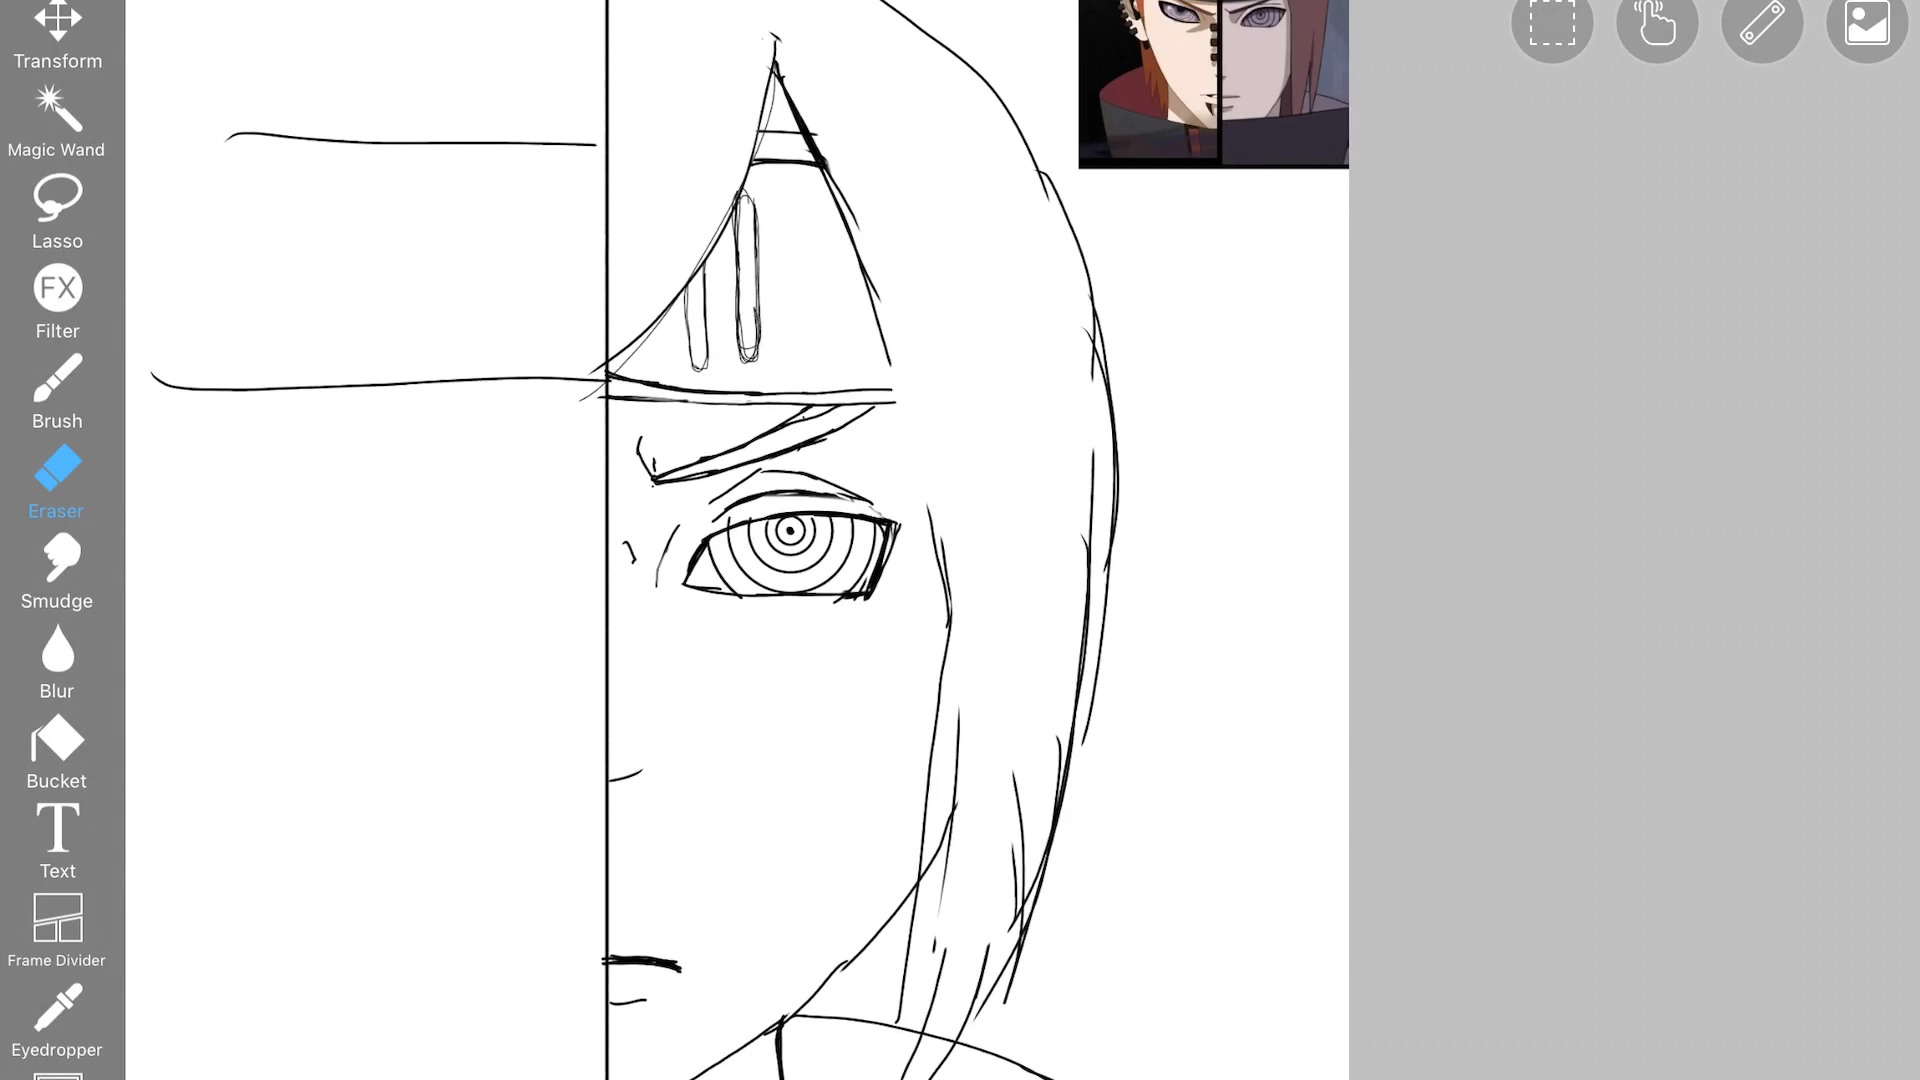 Transform
Magic Wand
Lasso
FX
Filter
Brush
Eraser
Smudge
Blur
Bucket
T
Text
Frame Divider
Eyedropper